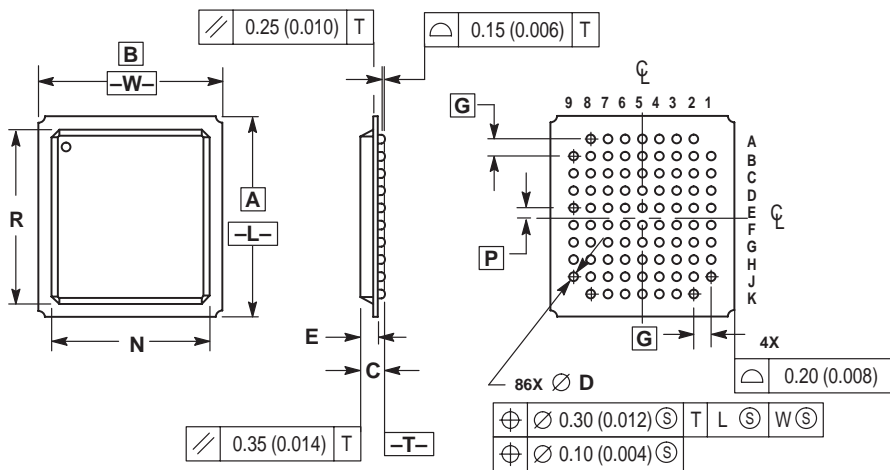 ⫽ 0.25 (0.010) T
⌓ 0.15 (0.006) T
B
–W–
A
–L–
R
N
E
C
⫽ 0.35 (0.014) T
–T–
℄
9 8 7 6 5 4 3 2 1
G
A
B
C
D
E
F
G
H
J
K
℄
P
G
4X
86X ∅ D
⌓ 0.20 (0.008)
⌖ ∅ 0.30 (0.012) Ⓢ T L Ⓢ W Ⓢ
⌖ ∅ 0.10 (0.004) Ⓢ